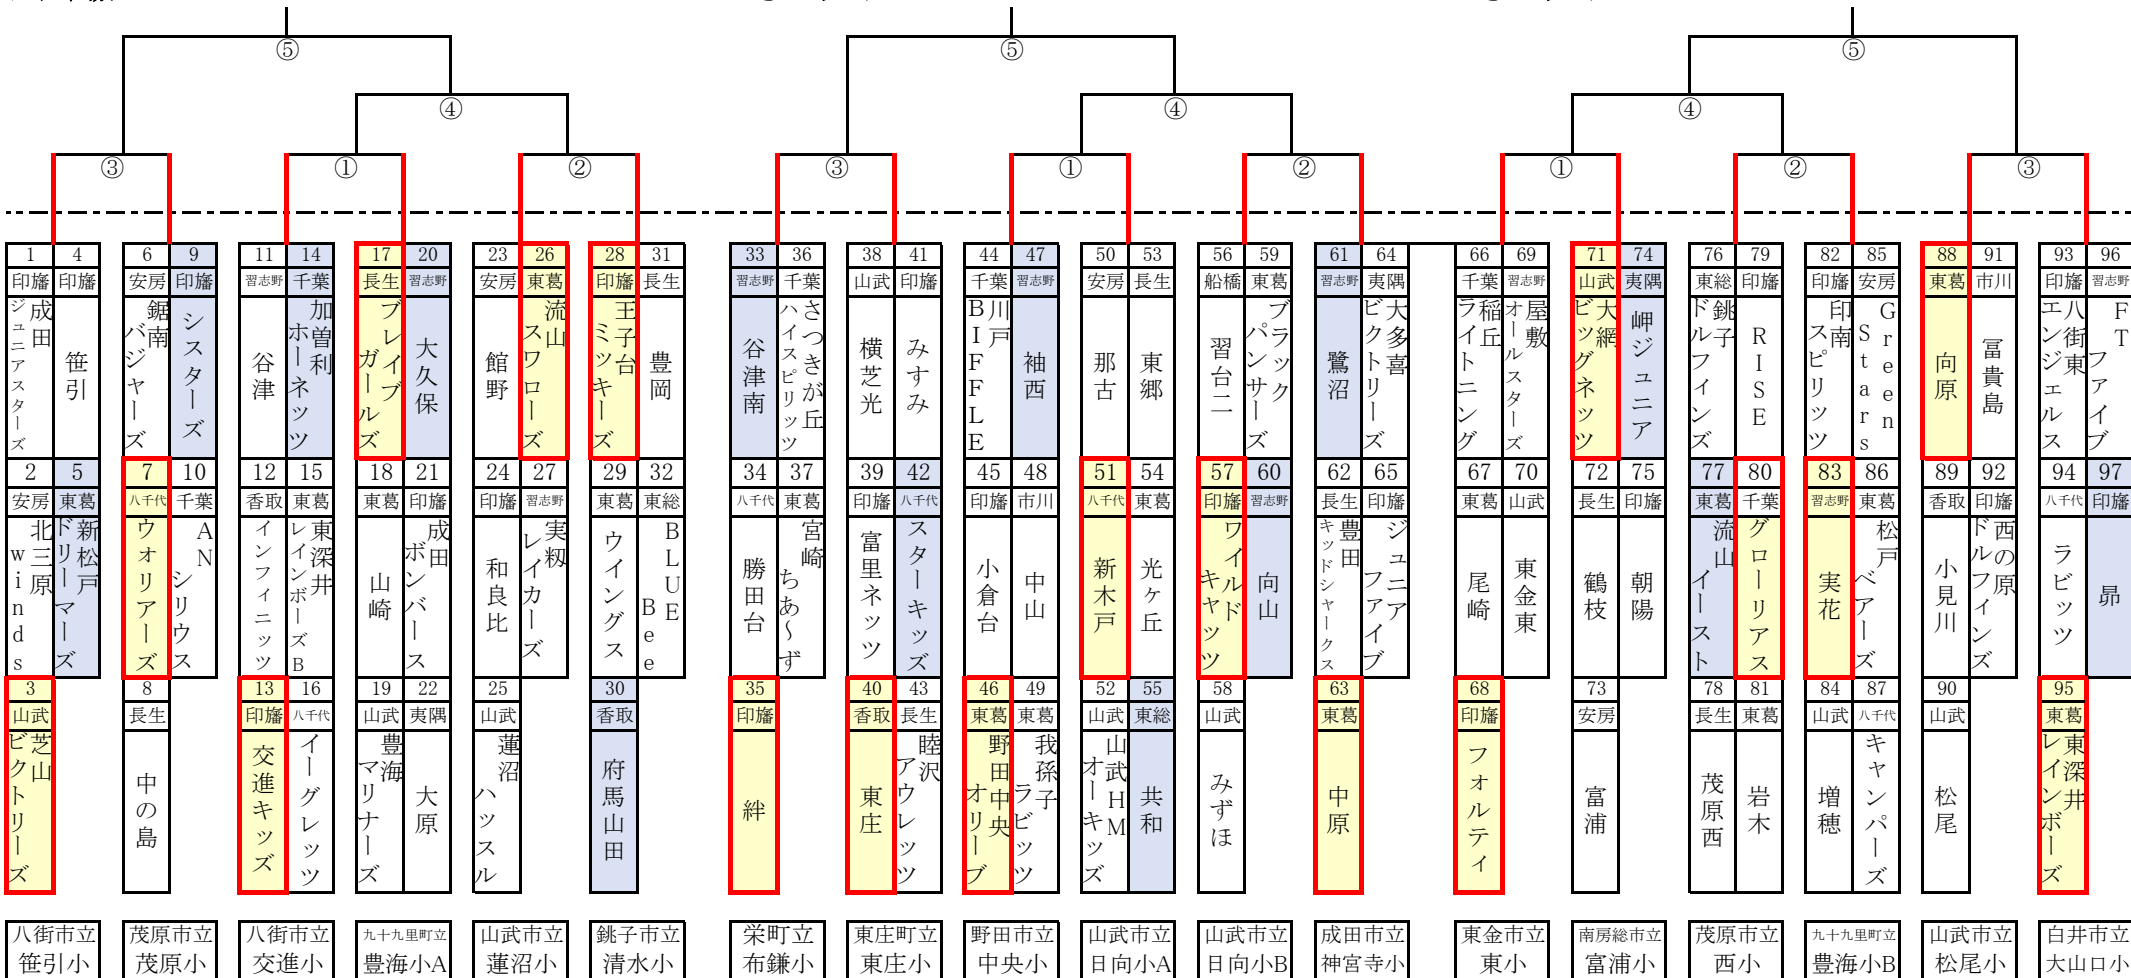 ⑤ ⑤ ⑤
④ ④ ④
③ ① ② ③ ① ② ① ② ③
1 4 6 9 11 14 17 20 23 26 28 31 33 36 38 41 44 47 50 53 56 59 61 64 66 69 71 74 76 79 82 85 88 91 93 96
印旛 印旛 安房 印旛 習志野 千葉 長生 習志野 安房 東葛 印旛 長生 習志野 千葉 山武 印旛 千葉 習志野 安房 長生 船橋 東葛 習志野 夷隅 千葉 習志野 山武 夷隅 東総 印旛 印旛 安房 東葛 市川 印旛 習志野
成田ジュニアスターズ
笹引
鋸南バジャーズ
シスターズ
谷津
加曽利ホーネッツ
ブレイブガールズ
大久保
館野
流山スワローズ
王子台ミッキーズ
豊岡
谷津南
さつきが丘ハイスピリッツ
横芝光
みすみ
川戸BIFFLE
袖西
那古
東郷
習台二
ブラックパンサーズ
鷺沼
大多喜ビクトリーズ
稲丘ライトニング
屋敷オールスターズ
大網ビッグネッツ
岬ジュニア
銚子ドルフィンズ
RISE
印南スピリッツ
Green Stars
向原
冨貴島
八街東エンジェルス
FTファイブ
2 5 7 10 12 15 18 21 24 27 29 32 34 37 39 42 45 48 51 54 57 60 62 65 67 70 72 75 77 80 83 86 89 92 94 97
安房 東葛 八千代 千葉 香取 東葛 東葛 印旛 印旛 習志野 東葛 東総 八千代 東葛 印旛 八千代 印旛 市川 八千代 東葛 印旛 習志野 長生 印旛 東葛 山武 長生 印旛 東葛 千葉 習志野 東葛 香取 印旛 八千代 印旛
北三原winds
新松戸ドリーマーズ
ウオリアーズ
ANシリウス
インフィニッツ
東深井レインボーズB
山崎
成田ボンバース
和良比
実籾レイカーズ
ウイングス
BLUE Bee
勝田台
宮崎ちあ～ず
富里ネッツ
スターキッズ
小倉台
中山
新木戸
光ケ丘
ワイルドキャッツ
向山
豊田キッドシャークス
ジュニアファイブ
尾崎
東金東
鶴枝
朝陽
流山イースト
グローリアス
実花
松戸ベアーズ
小見川
西の原ドルフィンズ
ラビッツ
昴
3 8 13 16 19 22 25 30 35 40 43 46 49 52 55 58 63 68 73 78 81 84 87 90 95
山武 長生 印旛 八千代 山武 夷隅 山武 香取 印旛 香取 長生 東葛 東葛 山武 東総 山武 東葛 印旛 安房 長生 東葛 山武 八千代 山武 東葛
芝山ビクトリーズ
中の島
交進キッズ
イーグレッツ
豊海マリナーズ
大原
蓮沼ハッスル
府馬山田
絆
東庄
睦沢アウレッツ
野田中央オリーブ
我孫子ラビッツ
山武HMオーキッズ
共和
みずほ
中原
フォルテイ
富浦
茂原西
岩木
増穂
キャンパーズ
松尾
東深井レインボーズ
八街市立 茂原市立 八街市立 九十九里町立 山武市立 銚子市立 栄町立 東庄町立 野田市立 山武市立 山武市立 成田市立 東金市立 南房総市立 茂原市立 九十九里町立 山武市立 白井市立
笹引小 茂原小 交進小 豊海小A 蓮沼小 清水小 布鎌小 東庄小 中央小 日向小A 日向小B 神宮寺小 東小 富浦小 西小 豊海小B 松尾小 大山口小